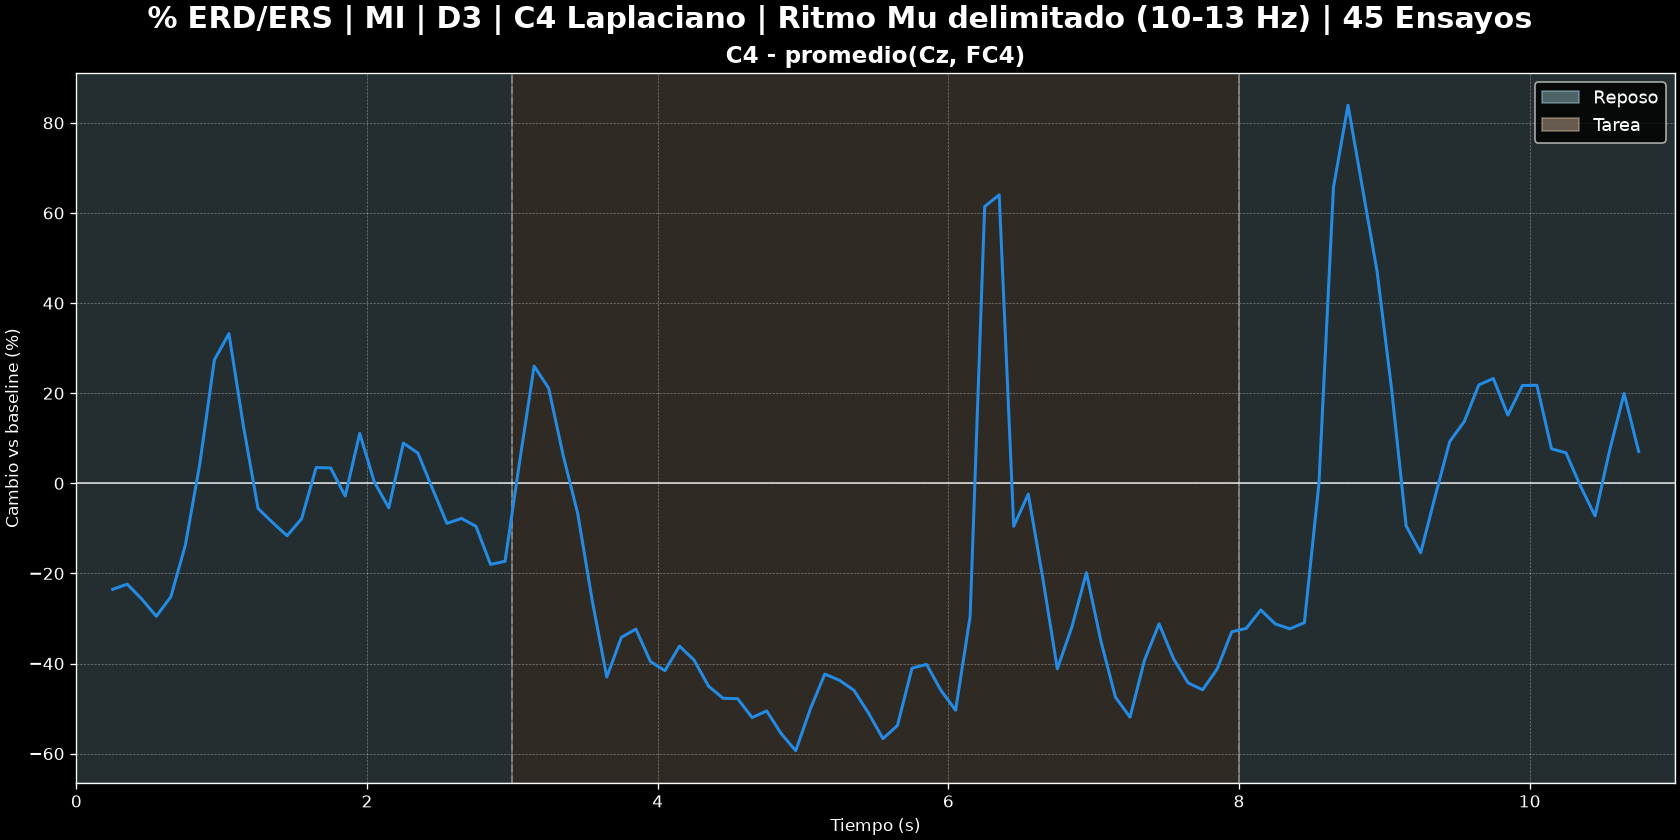 % ERD/ERS | MI | D3 | C4 Laplaciano | Ritmo Mu delimitado (10-13 Hz) | 45 Ensayos
C4 - promedio(Cz, FC4)
Reposo
Tarea
Cambio vs baseline (%)
80
60
40
20
0
−20
−40
−60
0 2 4 6 8 10
Tiempo (s)